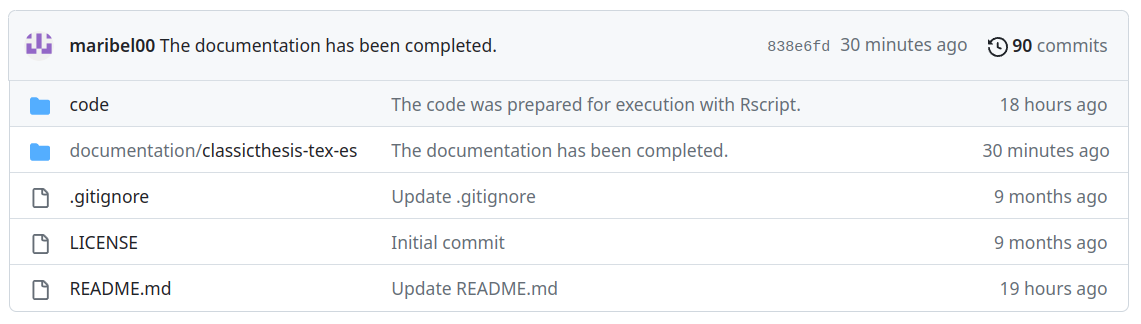 maribel00 The documentation has been completed. 838e6fd 30 minutes ago 90 commits
code The code was prepared for execution with Rscript. 18 hours ago
documentation/classicthesis-tex-es The documentation has been completed. 30 minutes ago
.gitignore Update .gitignore 9 months ago
LICENSE Initial commit 9 months ago
README.md Update README.md 19 hours ago